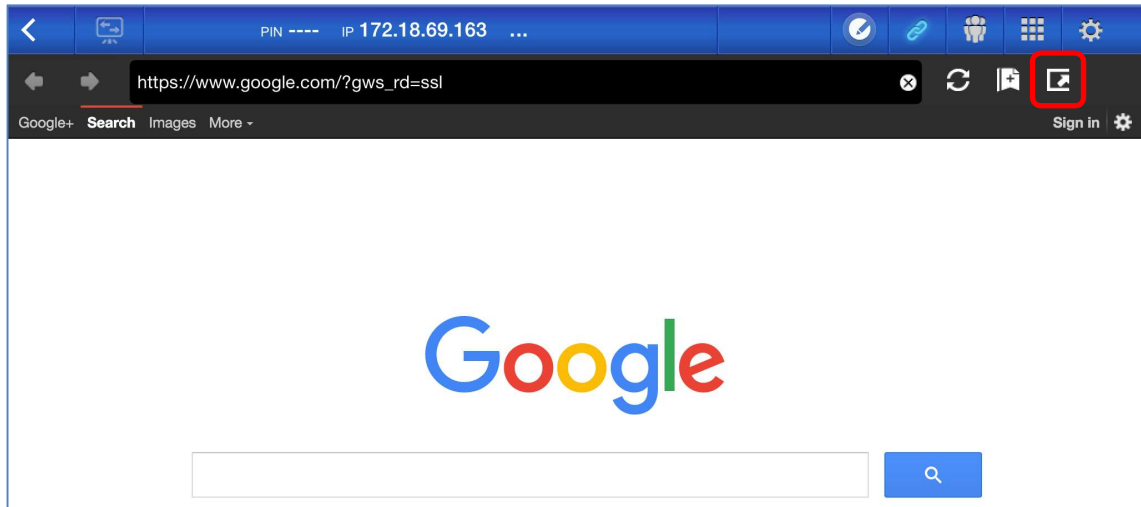 PIN ---- IP 172.18.69.163 ...
https://www.google.com/?gws_rd=ssl
Google+ Search Images More Sign in
Google